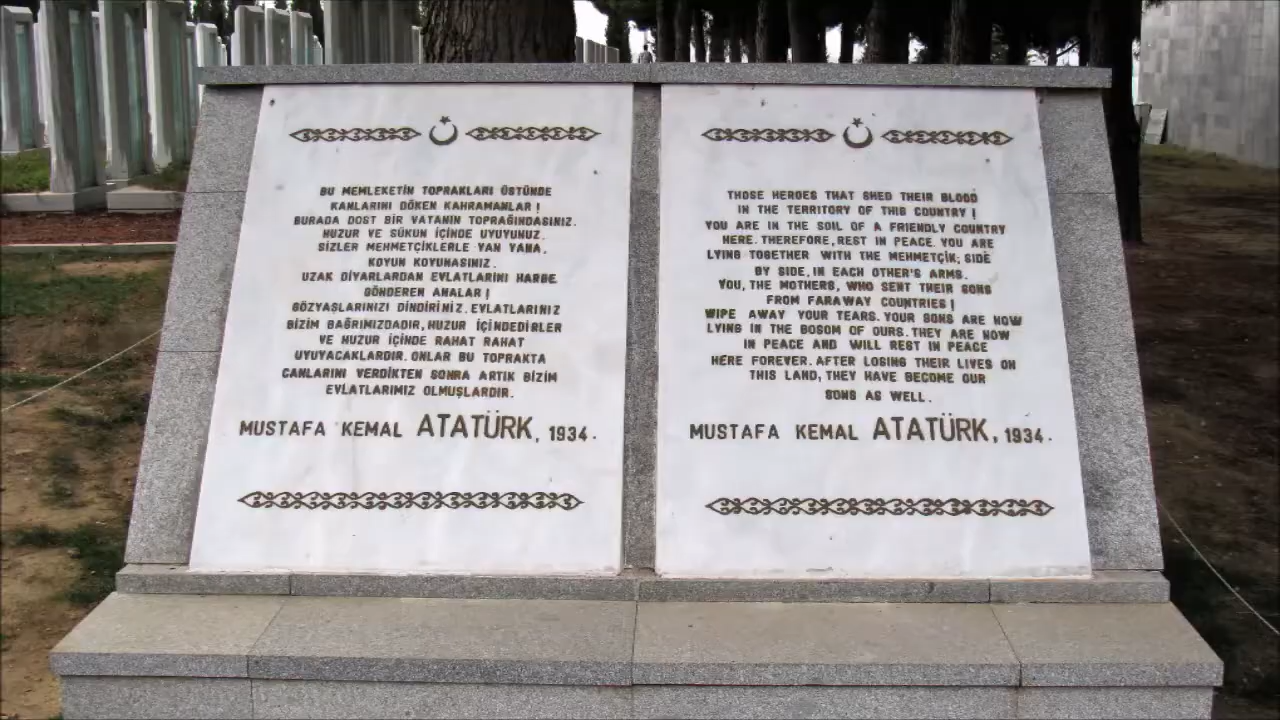 BU MEMLEKETİN TOPRAKLARI ÜSTÜNDE
KANLARINI DÖKEN KAHRAMANLAR !
BURADA DOST BİR VATANIN TOPRAĞINDASINIZ.
HUZUR VE SÜKUN İÇİNDE UYUYUNUZ.
SİZLER MEHMETÇİKLERLE YAN YANA,
KOYUN KOYUNASINIZ.
UZAK DİYARLARDAN EVLATLARINI HARBE
GÖNDEREN ANALAR !
GÖZYAŞLARINIZI DİNDİRİNİZ. EVLATLARINIZ
BİZİM BAĞRIMIZDADIR, HUZUR İÇİNDEDİRLER
VE HUZUR İÇİNDE RAHAT RAHAT
UYUYACAKLARDIR. ONLAR BU TOPRAKTA
CANLARINI VERDİKTEN SONRA ARTIK BİZİM
EVLATLARIMIZ OLMUŞLARDIR.
MUSTAFA KEMAL ATATÜRK, 1934.
THOSE HEROES THAT SHED THEIR BLOOD
IN THE TERRITORY OF THIS COUNTRY !
YOU ARE IN THE SOIL OF A FRIENDLY COUNTRY
HERE. THEREFORE, REST IN PEACE. YOU ARE
LYING TOGETHER WITH THE MEHMETÇİK; SIDE
BY SIDE, IN EACH OTHER'S ARMS.
YOU, THE MOTHERS, WHO SENT THEIR SONS
FROM FARAWAY COUNTRIES !
WIPE AWAY YOUR TEARS. YOUR SONS ARE NOW
LYING IN THE BOSOM OF OURS. THEY ARE NOW
IN PEACE AND WILL REST IN PEACE
HERE FOREVER. AFTER LOSING THEIR LIVES ON
THIS LAND, THEY HAVE BECOME OUR
SONS AS WELL.
MUSTAFA KEMAL ATATÜRK, 1934.